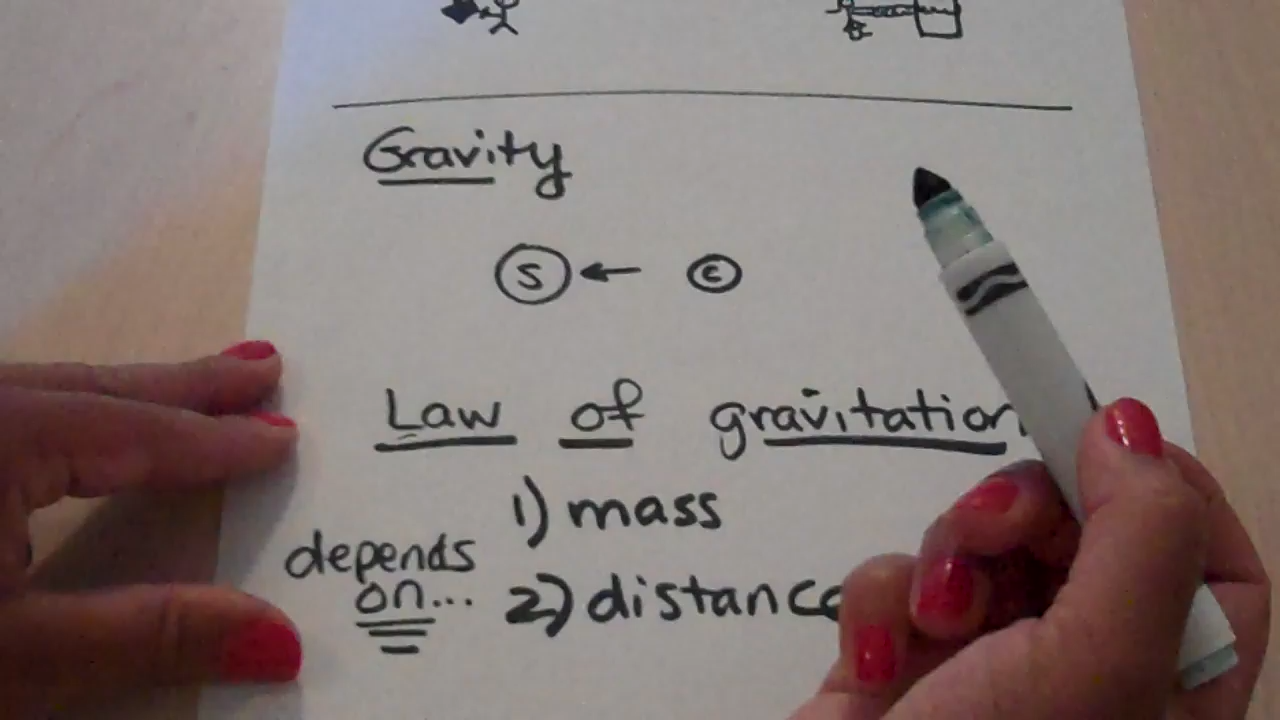 Gravity
S ← E
Law of gravitation
1) mass
depends
on... 2) distance